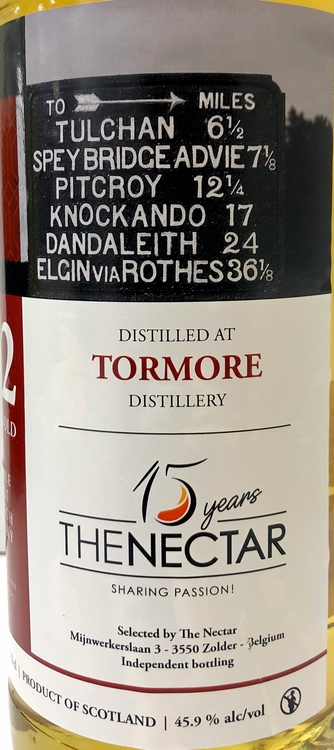 TO MILES
TULCHAN 6½
SPEY BRIDGE ADVIE 7⅛
PITCROY 12¼
KNOCKANDO 17
DANDALEITH 24
ELGIN VIA ROTHES 36⅛
DISTILLED AT
TORMORE
DISTILLERY
15 years
THENECTAR
SHARING PASSION!
Selected by The Nectar
Mijnwerkerslaan 3 - 3550 Zolder - Belgium
Independent bottling
| PRODUCT OF SCOTLAND | 45.9 % alc/vol
2